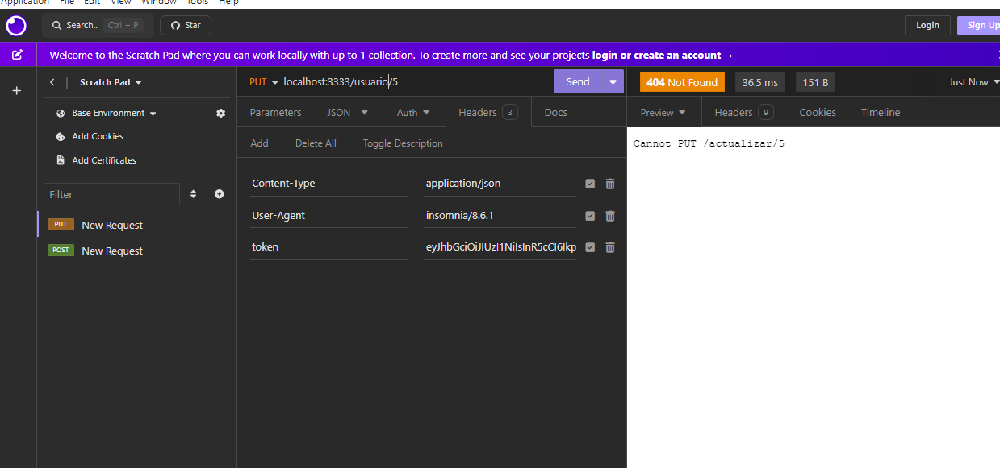 Application File Edit View Window Tools Help
Search.. Ctrl + P Star Login Sign Up
Welcome to the Scratch Pad where you can work locally with up to 1 collection. To create more and see your projects login or create an account →
Scratch Pad
Base Environment
Add Cookies
Add Certificates
Filter
PUT New Request
POST New Request
PUT localhost:3333/usuario/5 Send
Parameters JSON Auth Headers 3 Docs
Add Delete All Toggle Description
Content-Type application/json
User-Agent insomnia/8.6.1
token
404 Not Found 36.5 ms 151 B Just Now
Preview Headers 9 Cookies Timeline
Cannot PUT /actualizar/5